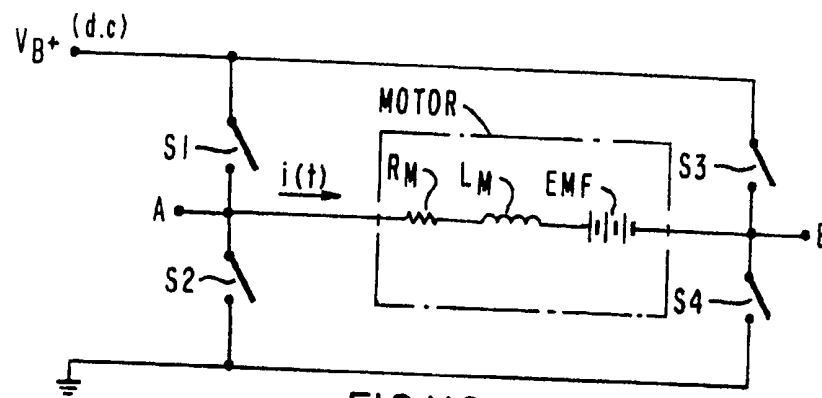 VB+ (d.c)
MOTOR
S1
i(t)
RM
LM
EMF
S3
A
S2
S4